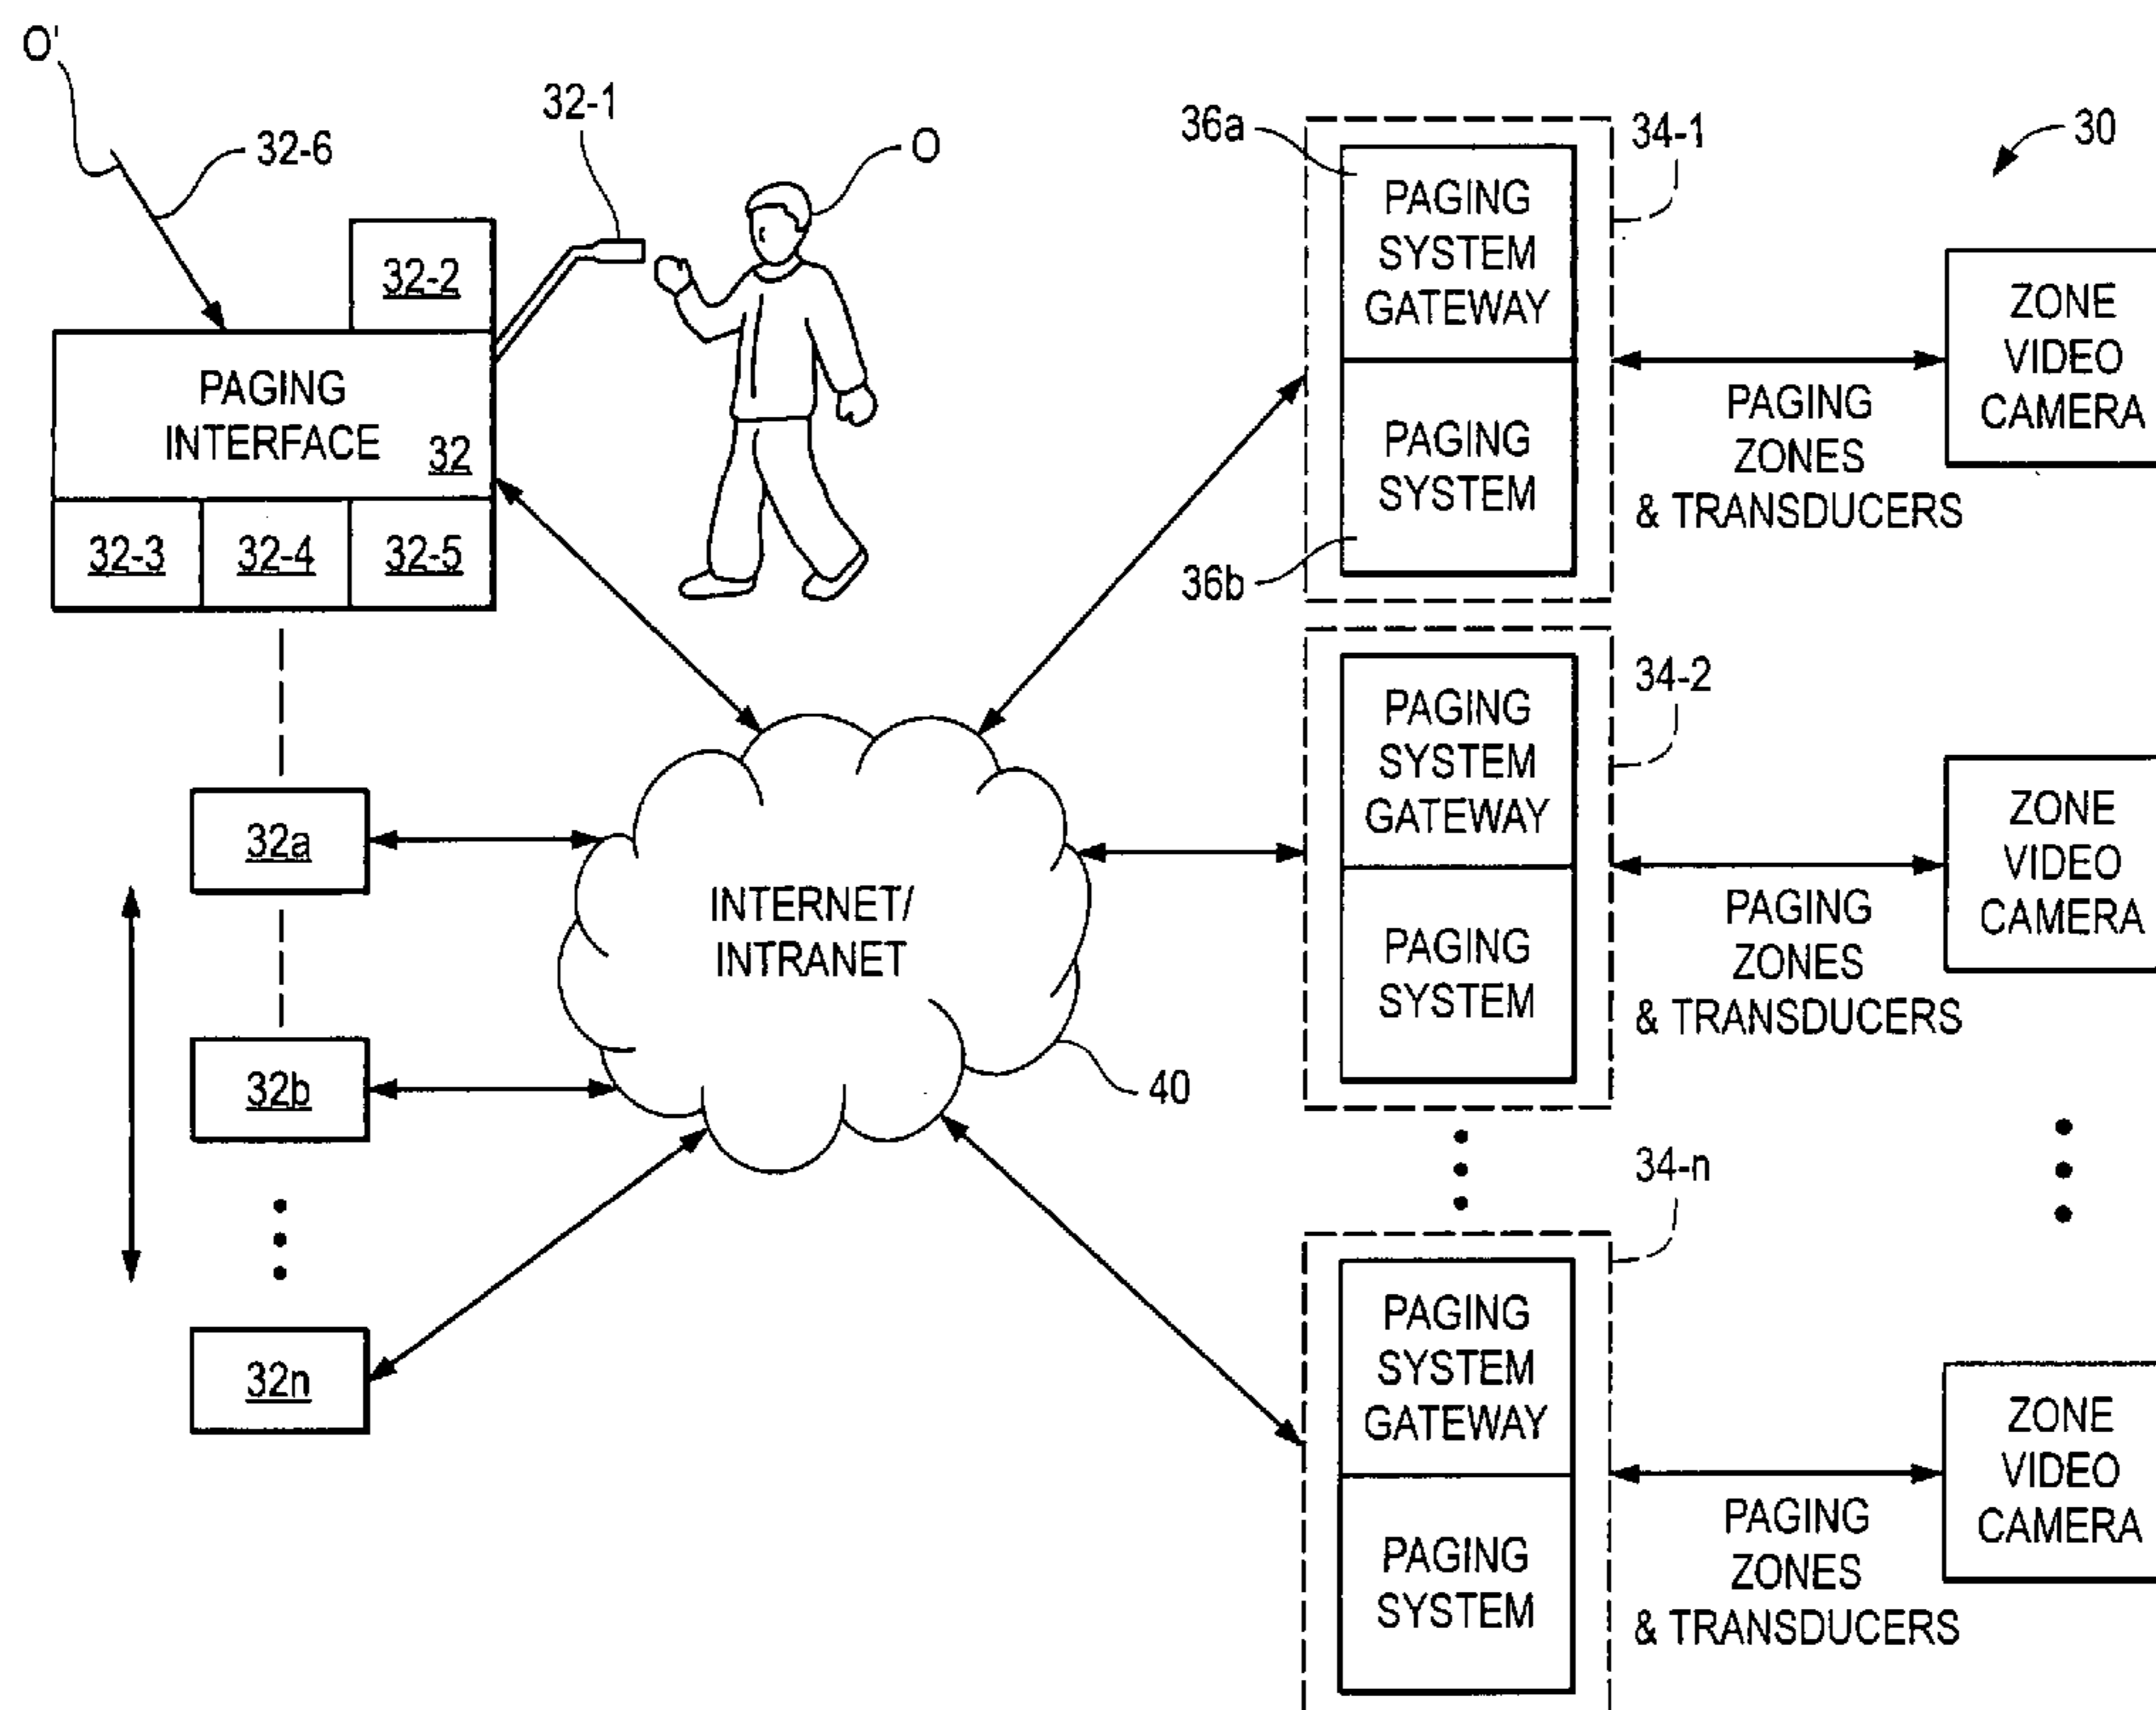 O'
32-6
32-1
O
32-2
PAGING
INTERFACE
32
32-3
32-4
32-5
36a
PAGING
SYSTEM
GATEWAY
PAGING
SYSTEM
36b
34-1
30
PAGING
ZONES
& TRANSDUCERS
ZONE
VIDEO
CAMERA
32a
32b
32n
INTERNET/
INTRANET
40
34-2
PAGING
SYSTEM
GATEWAY
PAGING
SYSTEM
PAGING
ZONES
& TRANSDUCERS
ZONE
VIDEO
CAMERA
34-n
PAGING
SYSTEM
GATEWAY
PAGING
SYSTEM
PAGING
ZONES
& TRANSDUCERS
ZONE
VIDEO
CAMERA